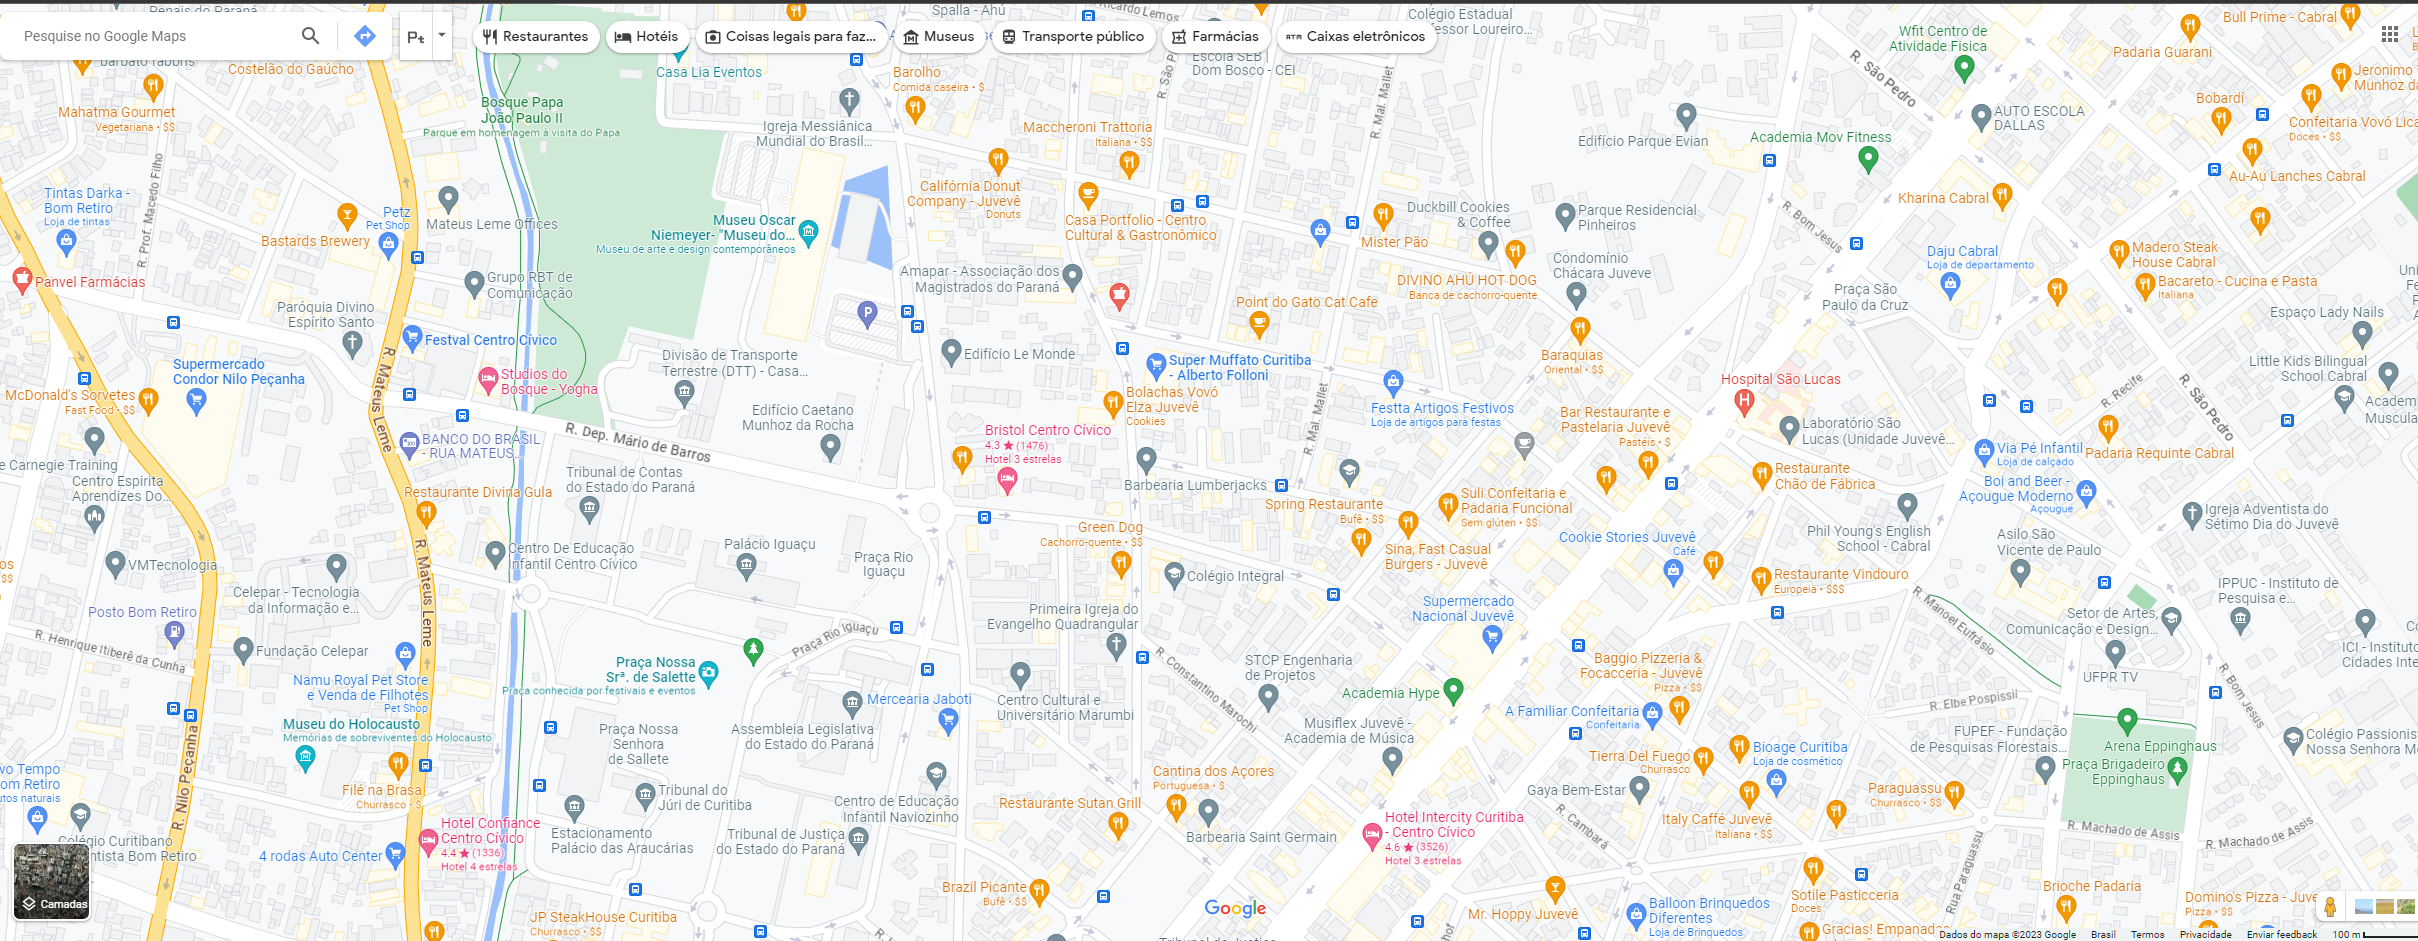 Pesquise no Google Maps
Restaurantes
Hotéis
Coisas legais para faz...
Museus
Transporte público
Farmácias
Caixas eletrônicos
Spalla - Ahú
Colégio Estadual
Costelão do Gaúcho
Casa Lia Eventos
Barolho
Comida caseira • $
Escola SEB |
Dom Bosco - CEI
Wfit Centro de
Atividade Fisica
Bull Prime - Cabral
Padaria Guarani
R. São Pedro
Mahatma Gourmet
Vegetariana • $$
Bosque Papa
João Paulo II
Parque em homenagem à visita do Papa
Igreja Messiânica
Mundial do Brasil...
Maccheroni Trattoria
Italiana • $$
R. Mal. Mallet
Edifício Parque Evian
Academia Mov Fitness
AUTO ESCOLA
DALLAS
Bobardí
Doces • $$
Au-Au Lanches Cabral
Kharina Cabral
R. Prof. Macedo Filho
Tintas Darka -
Bom Retiro
Loja de tintas
Petz
Pet Shop
Bastards Brewery
Mateus Leme Offices
Museu Oscar
Niemeyer- "Museu do...
Museu de arte e design contemporâneos
Califórnia Donut
Company - Juvevê
Donuts
Casa Portfolio - Centro
Cultural & Gastronômico
Mister Pão
Duckbill Cookies
& Coffee
Parque Residencial
Pinheiros
R. Bom Jesus
Daju Cabral
Loja de departamento
Madero Steak
House Cabral
Bacareto - Cucina e Pasta
Italiana
Panvel Farmácias
Grupo RBT de
Comunicação
Paróquia Divino
Espírito Santo
Amapar - Associação dos
Magistrados do Paraná
DIVINO AHÚ HOT DOG
Banca de cachorro-quente
Condomínio
Chácara Juveve
Point do Gato Cat Cafe
Praça São
Paulo da Cruz
Espaço Lady Nails
Festval Centro Cívico
Supermercado
Condor Nilo Peçanha
Studios do
Bosque - Yogha
Divisão de Transporte
Terrestre (DTT) - Casa...
Edifício Le Monde
Super Muffato Curitiba
- Alberto Folloni
Baraquias
Oriental • $$
Hospital São Lucas
Little Kids Bilingual
School Cabral
McDonald's Sorvetes
Fast Food • $$
R. Mateus Leme
Edifício Caetano
Munhoz da Rocha
Bolachas Vovó
Elza Juvevê
Cookies
Festta Artigos Festivos
Loja de artigos para festas
R. Mal. Mallet
Bar Restaurante e
Pastelaria Juvevê
Pastéis • $
Laboratório São
Lucas (Unidade Juvevê...
R. Recife
R. São Pedro
BANCO DO BRASIL
- RUA MATEUS...
R. Dep. Mário de Barros
Bristol Centro Cívico
4.3 ★ (1476)
Hotel 3 estrelas
Via Pé Infantil
Loja de calçado
Padaria Requinte Cabral
e Carnegie Training
Centro Espirita
Aprendizes Do...
Tribunal de Contas
do Estado do Paraná
Barbearia Lumberjacks
Restaurante
Chão de Fábrica
Boi and Beer -
Açougue Moderno
Açougue
Restaurante Divina Gula
Spring Restaurante
Bufê • $$
Suli Confeitaria e
Padaria Funcional
Sem glúten • $$
Igreja Adventista do
Sétimo Dia do Juvevê
Green Dog
Cachorro-quente • $$
Cookie Stories Juvevê
Café
Phil Young's English
School - Cabral
Asilo São
Vicente de Paulo
VMTecnologia
Centro De Educação
Infantil Centro Cívico
Palácio Iguaçu
Praça Rio
Iguaçu
Sina, Fast Casual
Burgers - Juvevê
Colégio Integral
Restaurante Vindouro
Europeia • $$$
IPPUC - Instituto de
Pesquisa e...
Celepar - Tecnologia
da Informação e...
R. Mateus Leme
Posto Bom Retiro
Primeira Igreja do
Evangelho Quadrangular
Supermercado
Nacional Juvevê
R. Manoel Eufrásio
Setor de Artes,
Comunicação e Design...
R. Henrique Itiberê da Cunha
Fundação Celepar
Praça Rio Iguaçu
Praça Nossa
Srª. de Salette
Praça conhecida por festivais e eventos
R. Constantino Marochi
STCP Engenharia
de Projetos
Baggio Pizzeria &
Focacceria - Juvevê
Pizza • $$
UFPR TV
R. Bom Jesus
Namu Royal Pet Store
e Venda de Filhotes
Pet Shop
Mercearia Jaboti
Centro Cultural e
Universitário Marumbi
Academia Hype
A Familiar Confeitaria
Confeitaria
R. Elbe Pospissil
Museu do Holocausto
Memórias de sobreviventes do Holocausto
Praça Nossa
Senhora
de Sallete
Assembleia Legislativa
do Estado do Paraná
Musiflex Juvevê -
Academia de Música
Tierra Del Fuego
Churrasco
Bioage Curitiba
Loja de cosmético
FUPEF - Fundação
de Pesquisas Florestais...
Arena Eppinghaus
Praça Brigadeiro
Eppinghaus
Filé na Brasa
Churrasco • $
R. Nilo Peçanha
Tribunal do
Júri de Curitiba
Centro de Educação
Infantil Naviozinho
Cantina dos Açores
Portuguesa • $
Restaurante Sutan Grill
Gaya Bem-Estar
Paraguassu
Churrasco • $$
Hotel Confiance
Centro Cívico
4.4 ★ (1336)
Hotel 4 estrelas
Estacionamento
Palácio das Araucárias
Tribunal de Justiça
do Estado do Paraná
Barbearia Saint Germain
Hotel Intercity Curitiba
- Centro Cívico
4.6 ★ (3526)
Hotel 3 estrelas
R. Cambará
Italy Caffé Juvevê
Italiana • $$
R. Machado de Assis
R. Machado de Assis
Colégio Curitibano
4 rodas Auto Center
Camadas
Brazil Picante
Bufê • $$
JP SteakHouse Curitiba
Churrasco • $$
Google
Mr. Hoppy Juvevê
Balloon Brinquedos
Diferentes
Loja de Brinquedos
Sotile Pasticceria
Doces
Rua Paraguassu
Brioche Padaria
Pizza • $$
Dados do mapa ©2023 Google
Brasil
Termos
Privacidade
Enviar feedback
100 m